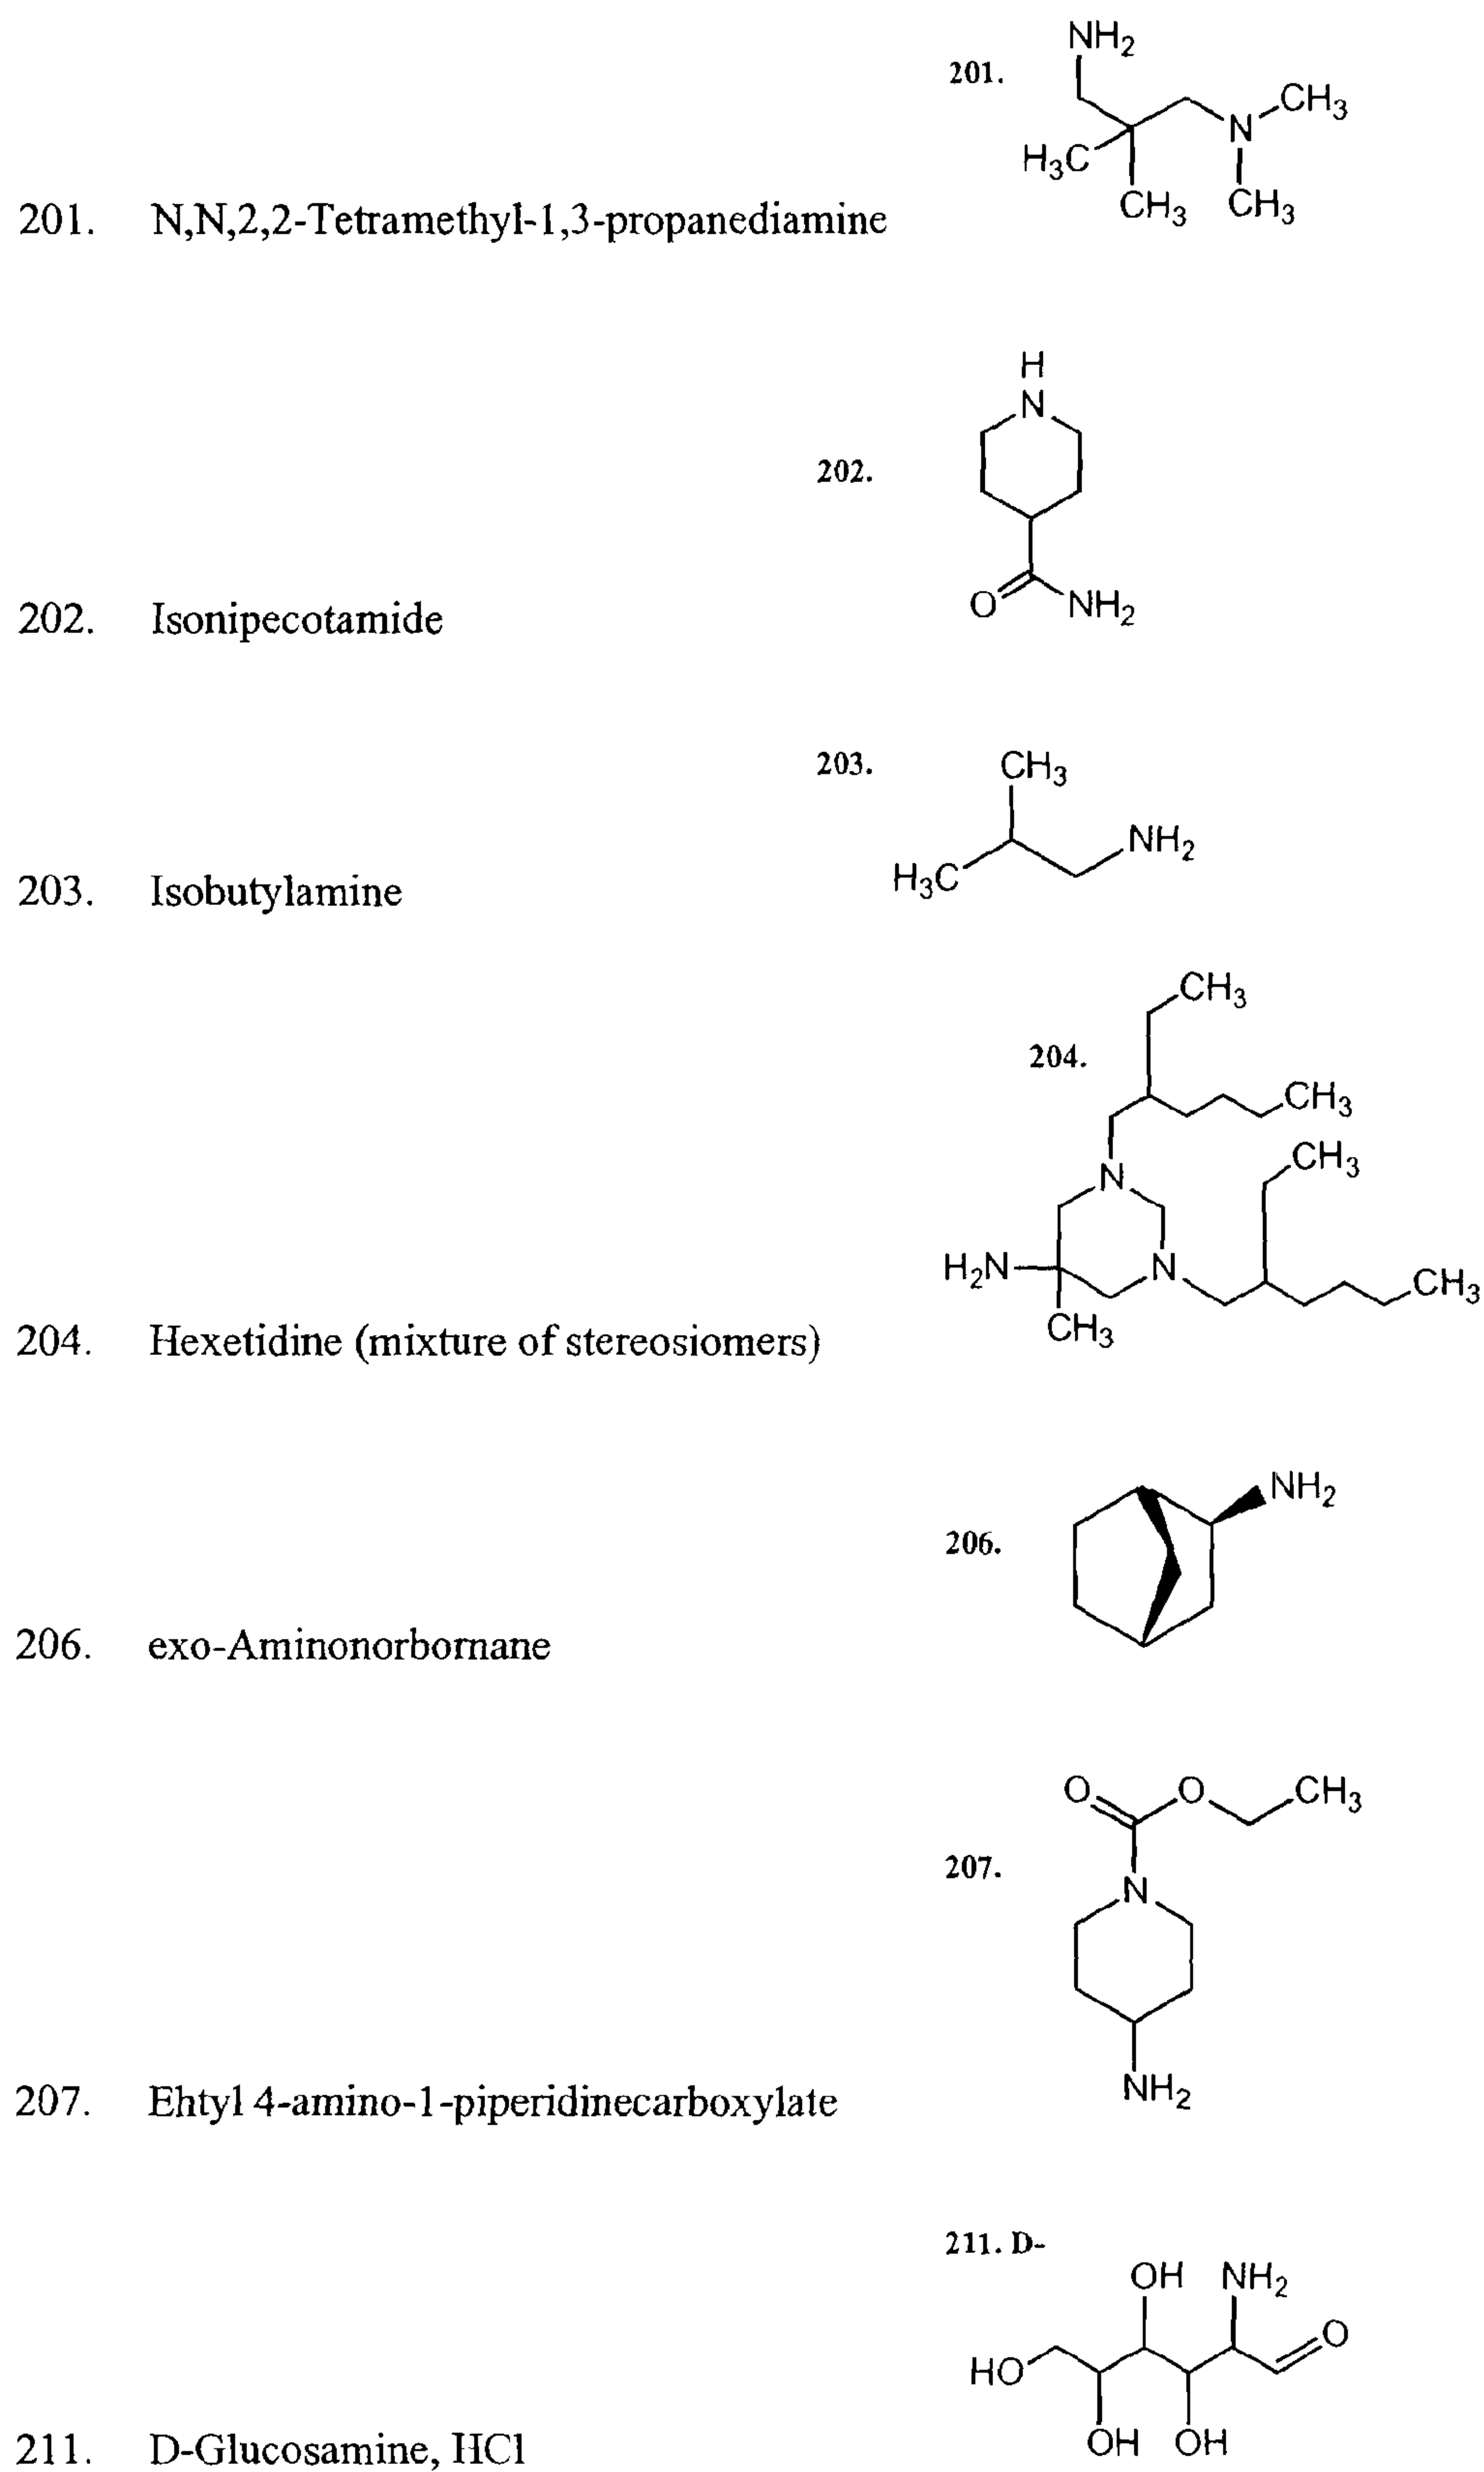 NH2
201.
CH3
N
H3C
CH3 CH3
201. N,N,2,2-Tetramethyl-1,3-propanediamine
H
N
202.
O NH2
202. Isonipecotamide
203. CH3
NH2
H3C
203. Isobutylamine
CH3
204.
CH3
CH3
N
H2N N CH3
CH3
204. Hexetidine (mixture of stereosiomers)
NH2
206.
206. exo-Aminonorbornane
O O CH3
207.
N
NH2
207. Ehtyl 4-amino-1-piperidinecarboxylate
211. D-
OH NH2
O
HO
OH OH
211. D-Glucosamine, HCl